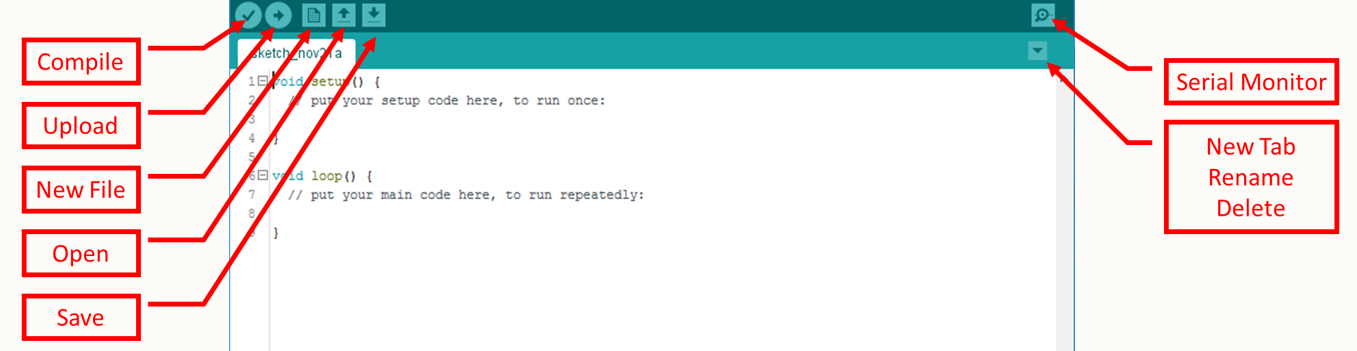 Compile
Upload
New File
Open
Save
sketch_nov21a
1 void setup() {
2 // put your setup code here, to run once:
3
4 }
5
6 void loop() {
7 // put your main code here, to run repeatedly:
8
9 }
Serial Monitor
New Tab
Rename
Delete